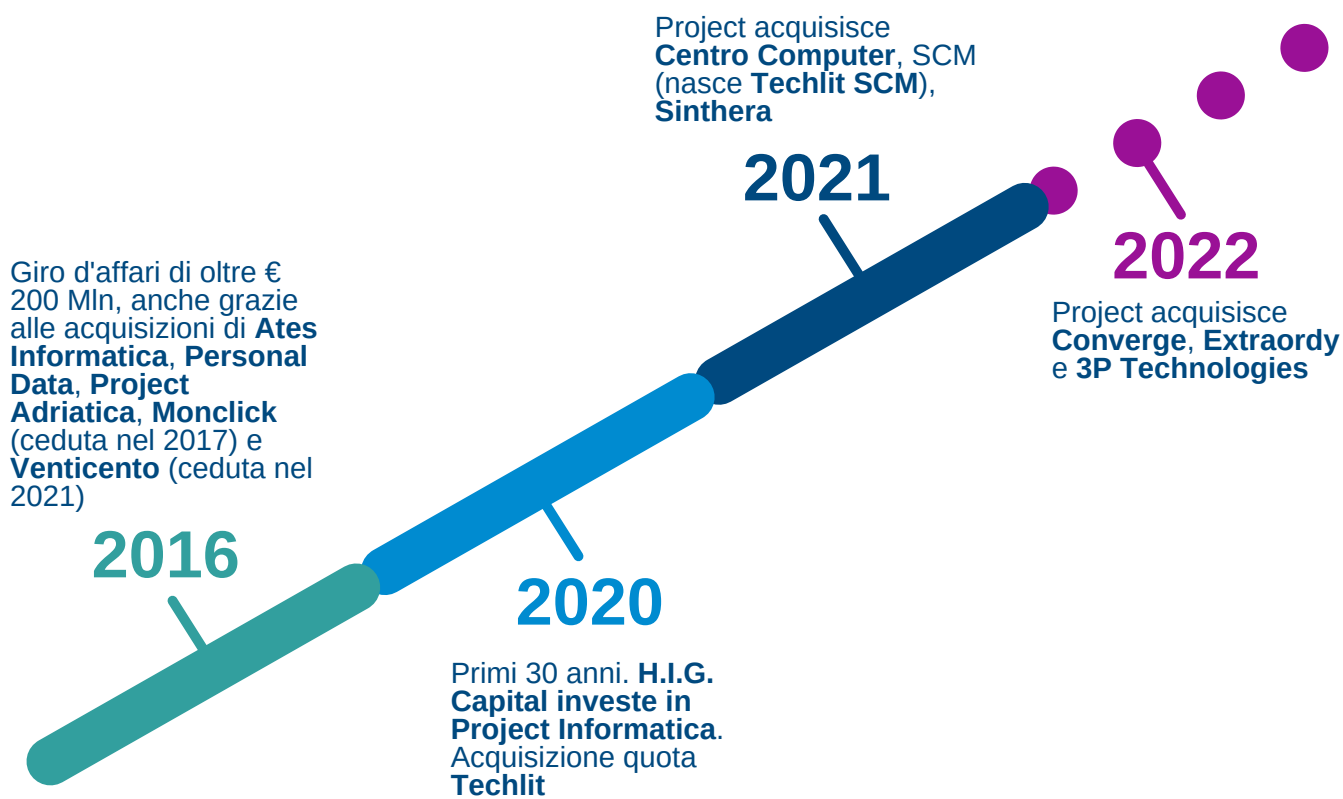 Giro d'affari di oltre €
200 Mln, anche grazie
alle acquisizioni di Ates
Informatica, Personal
Data, Project
Adriatica, Monclick
(ceduta nel 2017) e
Venticento (ceduta nel
2021)
2016
2020
Primi 30 anni. H.I.G.
Capital investe in
Project Informatica.
Acquisizione quota
Techlit
Project acquisisce
Centro Computer, SCM
(nasce Techlit SCM),
Sinthera
2021
2022
Project acquisisce
Converge, Extraordy
e 3P Technologies